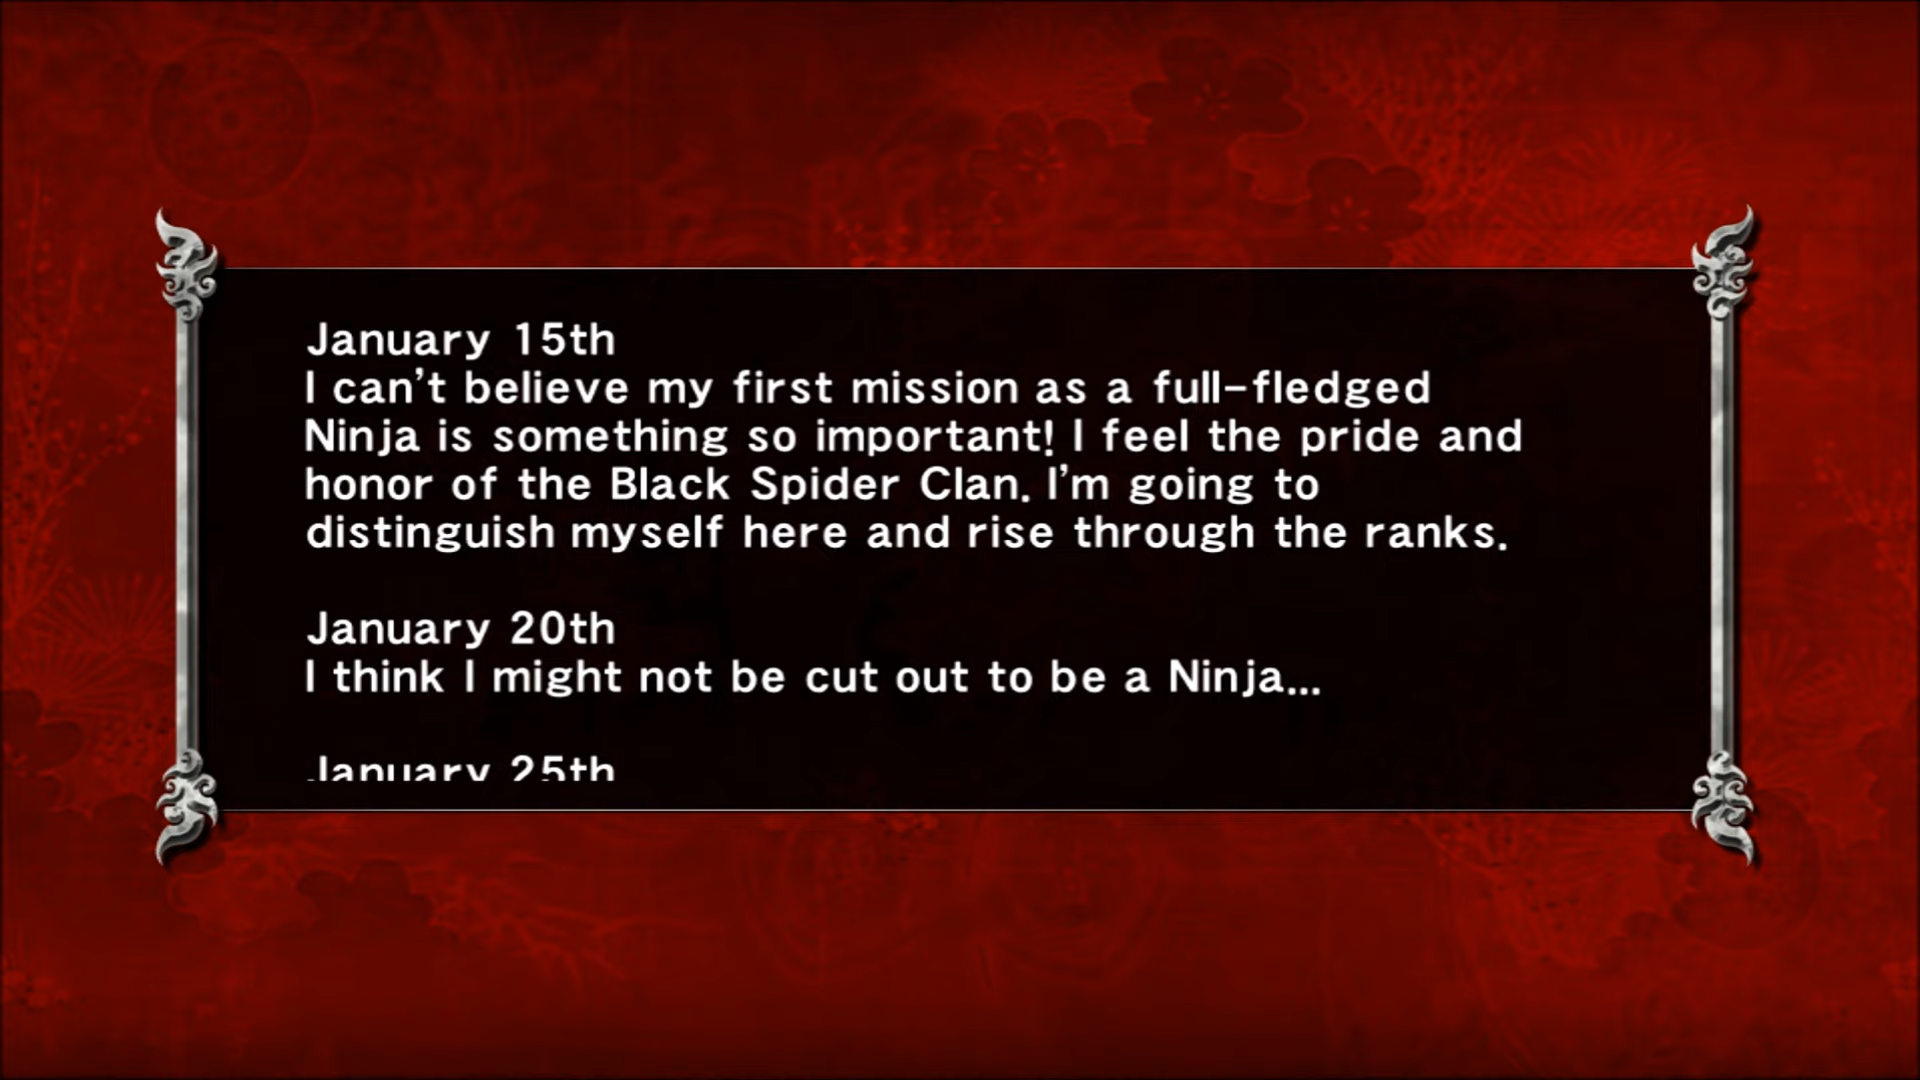 January 15th
I can't believe my first mission as a full-fledged
Ninja is something so important! I feel the pride and
honor of the Black Spider Clan. I'm going to
distinguish myself here and rise through the ranks.
January 20th
I think I might not be cut out to be a Ninja...
January 25th